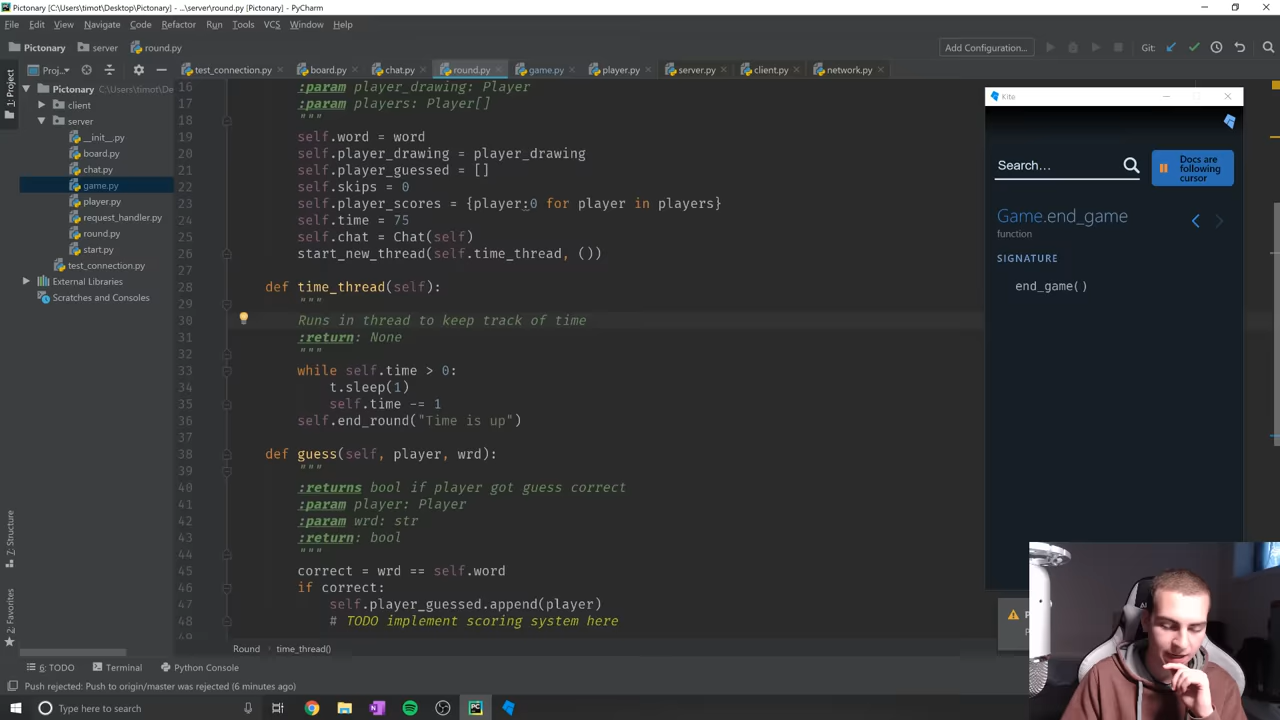 Pictonary [C:\Users\timot\Desktop\Pictonary] - ...\server\round.py [Pictonary] - PyCharm
File Edit View Navigate Code Refactor Run Tools VCS Window Help
Pictonary server round.py Add Configuration... Git:
Proj... test_connection.py board.py chat.py round.py game.py player.py server.py client.py network.py
1: Project
Pictonary
client
server
__init__.py
board.py
chat.py
game.py
player.py
request_handler.py
round.py
start.py
test_connection.py
External Libraries
Scratches and Consoles
Z: Structure
2: Favorites
16 :param player_drawing: Player
17 :param players: Player[]
18 """
19 self.word = word
20 self.player_drawing = player_drawing
21 self.player_guessed = []
22 self.skips = 0
23 self.player_scores = {player:0 for player in players}
24 self.time = 75
25 self.chat = Chat(self)
26 start_new_thread(self.time_thread, ())
27
28 def time_thread(self):
29 """
30 Runs in thread to keep track of time
31 :return: None
32 """
33 while self.time > 0:
34 t.sleep(1)
35 self.time -= 1
36 self.end_round("Time is up")
37
38 def guess(self, player, wrd):
39 """
40 :returns bool if player got guess correct
41 :param player: Player
42 :param wrd: str
43 :return: bool
44 """
45 correct = wrd == self.word
46 if correct:
47 self.player_guessed.append(player)
48 # TODO implement scoring system here
Kite
Search...
Docs are
following
cursor
Game.end_game
function
SIGNATURE
end_game()
Round time_thread()
6: TODO Terminal Python Console
Push rejected: Push to origin/master was rejected (6 minutes ago)
Type here to search